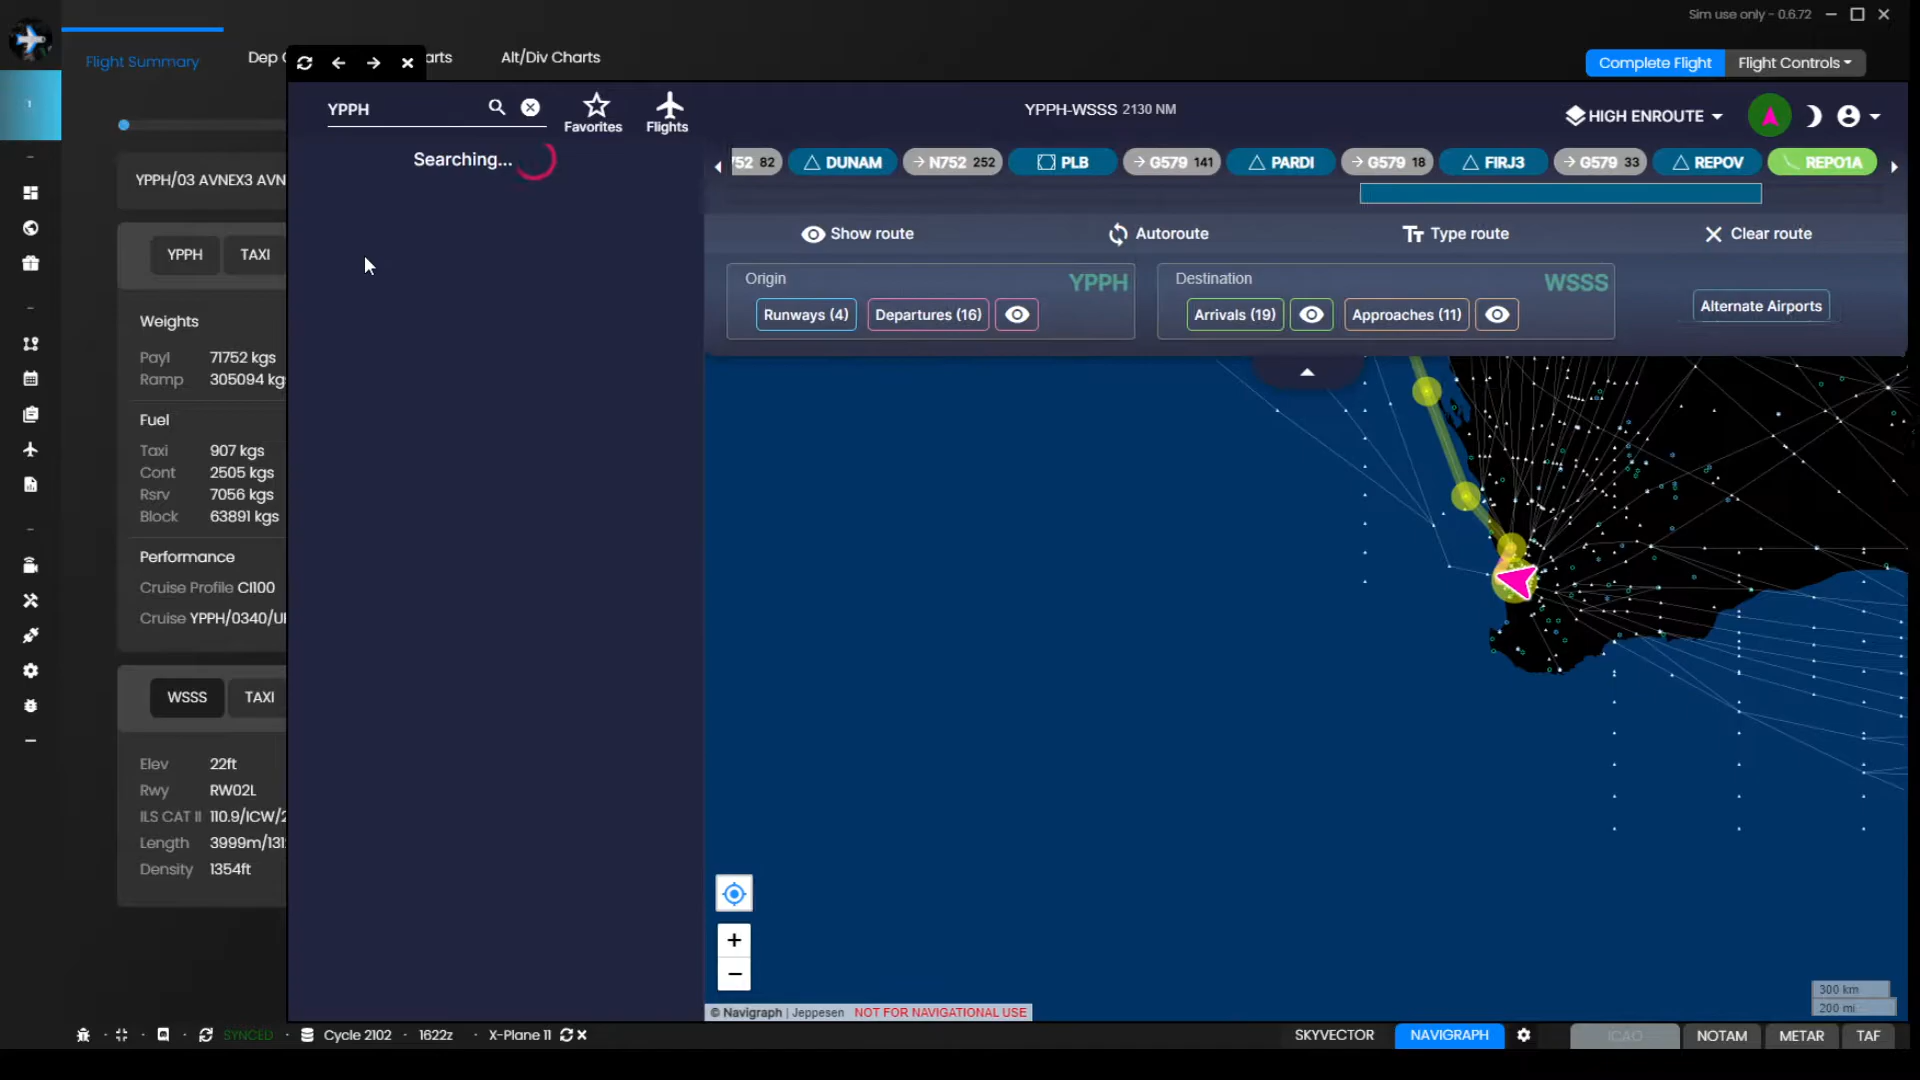 Sim use only - 0.6.72
Flight Summary
Dep
arts
Alt/Div Charts
Complete Flight
Flight Controls
YPPH
Favorites
Flights
YPPH-WSSS 2130 NM
HIGH ENROUTE
Searching...
752 82
DUNAM
N752 252
PLB
G579 141
PARDI
G579 18
FIRJ3
G579 33
REPOV
REPO1A
YPPH/03 AVNEX3 AVN
Show route
Autoroute
Type route
Clear route
YPPH
TAXI
Origin
YPPH
Runways (4)
Departures (16)
Destination
WSSS
Arrivals (19)
Approaches (11)
Alternate Airports
Weights
Payl 71752 kgs
Ramp 305094 kg
Fuel
Taxi 907 kgs
Cont 2505 kgs
Rsrv 7056 kgs
Block 63891 kgs
Performance
Cruise Profile CI100
Cruise YPPH/0340/U
WSSS
TAXI
Elev 22ft
Rwy RW02L
ILS CAT II 110.9/ICW/2
Length 3999m/131
Density 1354ft
+
−
300 km
200 mi
© Navigraph | Jeppesen NOT FOR NAVIGATIONAL USE
SYNCED
Cycle 2102 · 1622z · X-Plane 11
SKYVECTOR
NAVIGRAPH
ICAO
NOTAM
METAR
TAF